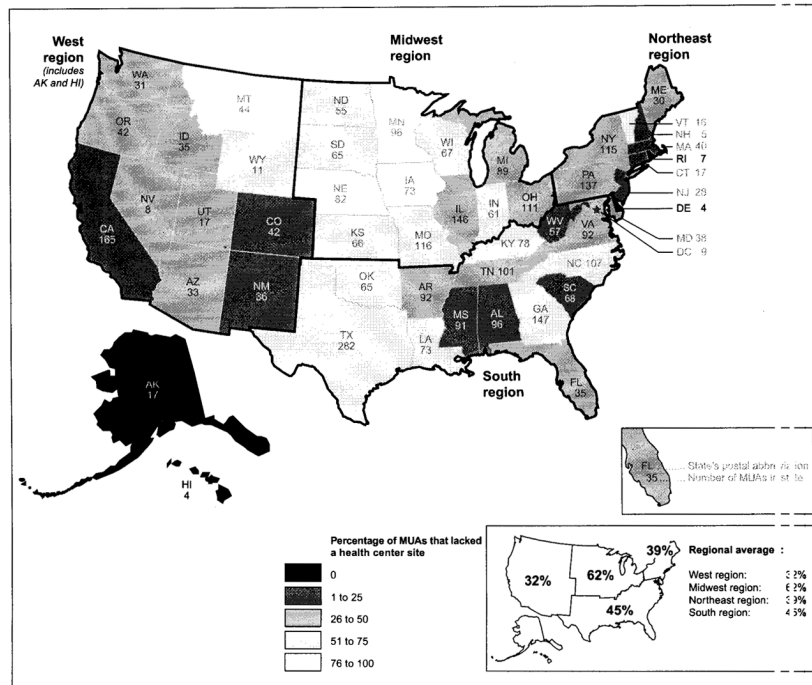 West
region
(includes
AK and HI)
Midwest
region
Northeast
region
WA
31
OR
42
CA
165
NV
8
ID
35
MT
44
WY
11
UT
17
AZ
33
CO
42
NM
36
AK
17
HI
4
ND
55
SD
65
NE
82
KS
66
MN
96
IA
73
MO
116
WI
67
IL
146
MI
89
IN
61
OH
111
OK
65
TX
282
AR
92
LA
73
MS
91
AL
96
TN 101
KY 78
GA
147
FL
35
SC
68
NC 107
VA
92
WV
57
PA
137
NY
115
ME
30
VT 16
NH 5
MA 40
RI 7
CT 17
NJ 28
DE 4
MD 38
DC 9
South
region
FL
35
State's postal abbreviation
Number of MUAs in state
Percentage of MUAs that lacked
a health center site
0
1 to 25
26 to 50
51 to 75
76 to 100
32%
62%
39%
45%
Regional average :
West region: 32%
Midwest region: 62%
Northeast region: 39%
South region: 45%